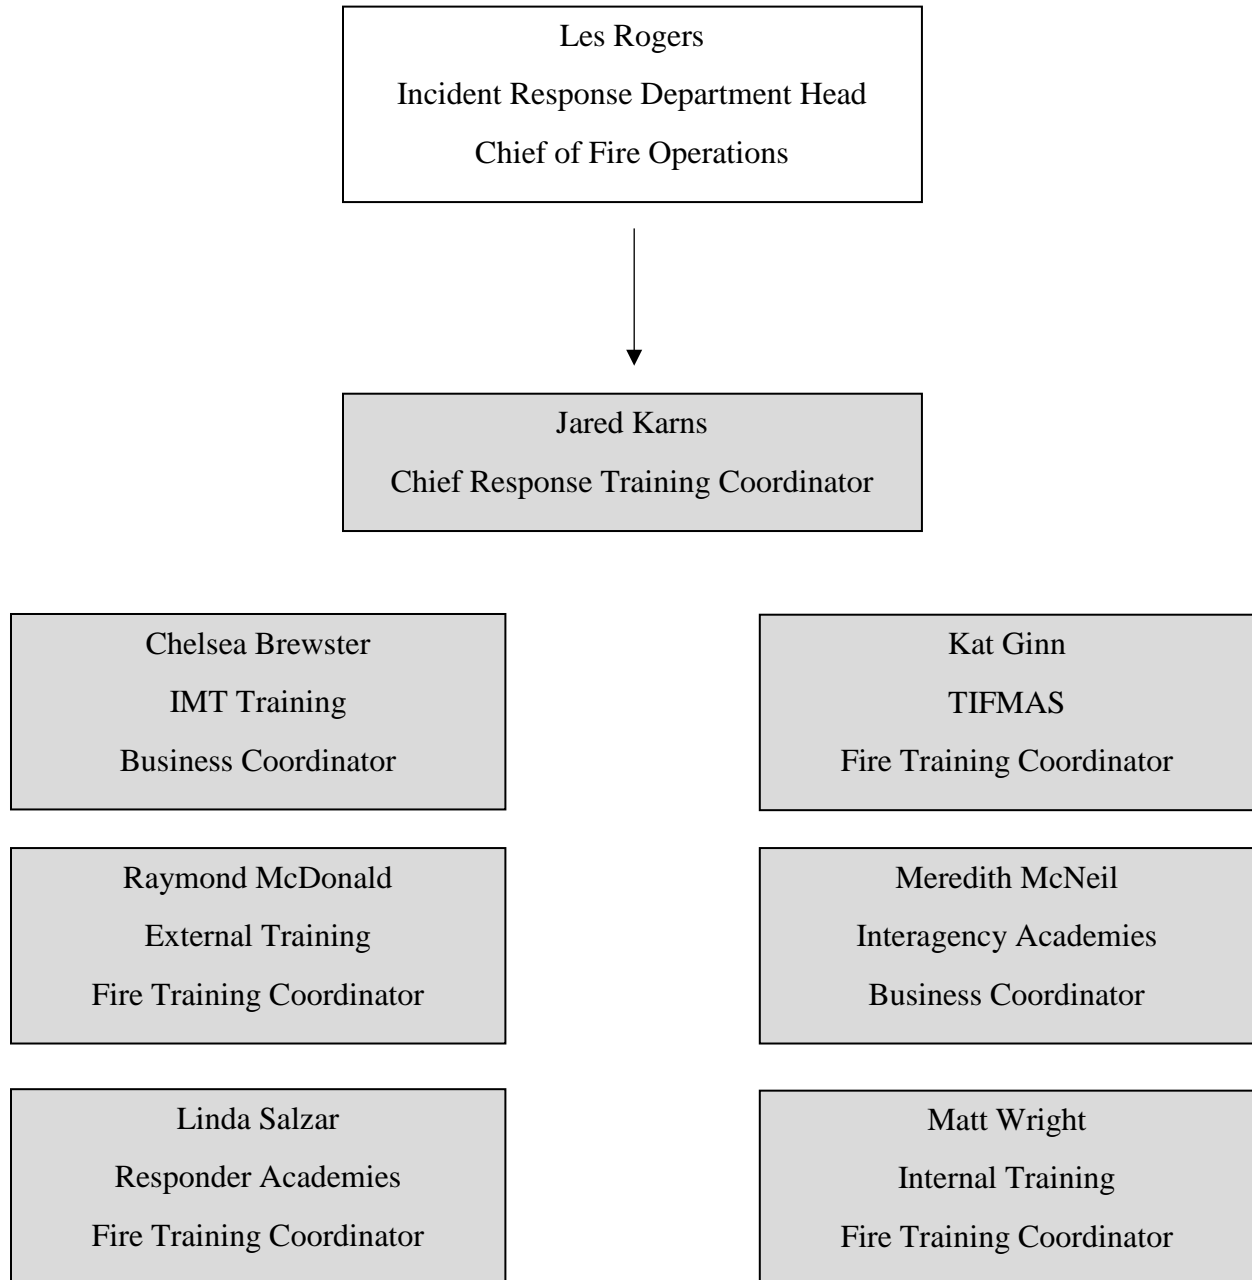 Les Rogers
Incident Response Department Head
Chief of Fire Operations
Jared Karns
Chief Response Training Coordinator
Chelsea Brewster
IMT Training
Business Coordinator
Kat Ginn
TIFMAS
Fire Training Coordinator
Raymond McDonald
External Training
Fire Training Coordinator
Meredith McNeil
Interagency Academies
Business Coordinator
Linda Salzar
Responder Academies
Fire Training Coordinator
Matt Wright
Internal Training
Fire Training Coordinator